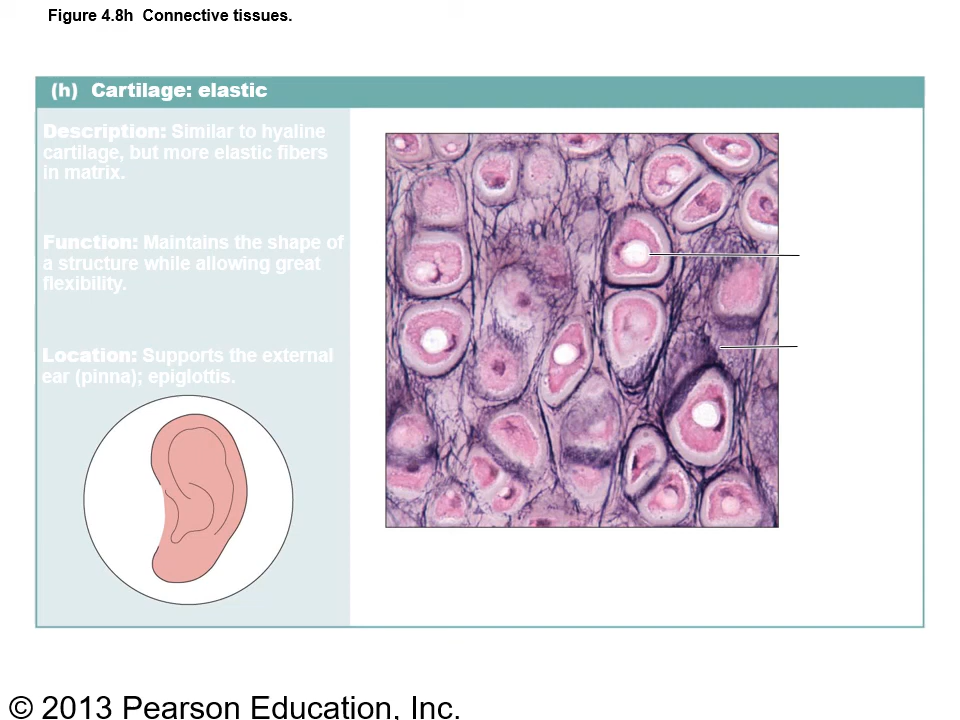 Figure 4.8h  Connective tissues.
(h)  Cartilage: elastic
Description: Similar to hyaline
cartilage, but more elastic fibers
in matrix.
Function: Maintains the shape of
a structure while allowing great
flexibility.
Location: Supports the external
ear (pinna); epiglottis.
© 2013 Pearson Education, Inc.